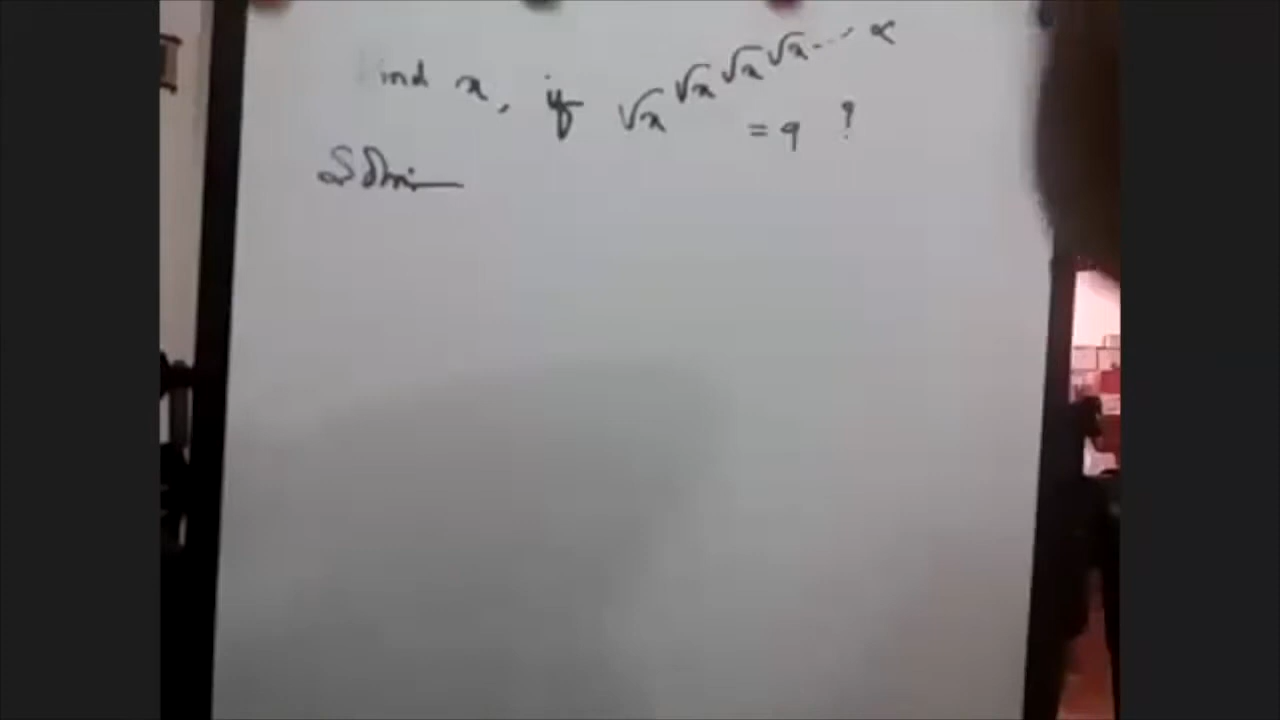 ind x, if √x^√x^√x^√x^...∝
= 9 ?
Soln: